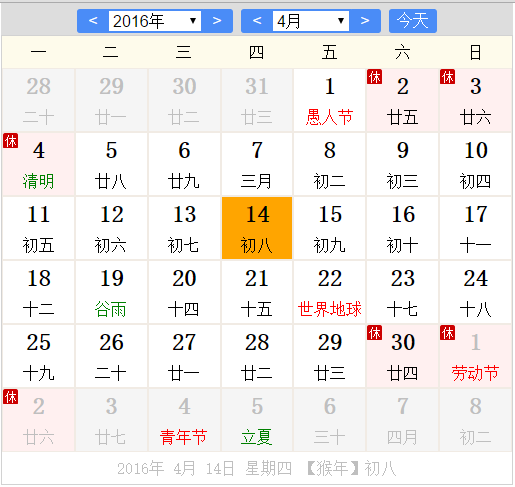 < 2016年 > < 4月 > 今天
一 二 三 四 五 六 日
休 休
28 29 30 31 1 2 3
二十 廿一 廿二 廿三 愚人节 廿五 廿六
休
4 5 6 7 8 9 10
清明 廿八 廿九 三月 初二 初三 初四
11 12 13 14 15 16 17
初五 初六 初七 初八 初九 初十 十一
18 19 20 21 22 23 24
十二 谷雨 十四 十五 世界地球 十七 十八
休 休
25 26 27 28 29 30 1
十九 二十 廿一 廿二 廿三 廿四 劳动节
休
2 3 4 5 6 7 8
廿六 廿七 青年节 立夏 三十 四月 初二
2016年 4月 14日 星期四 【猴年】初八